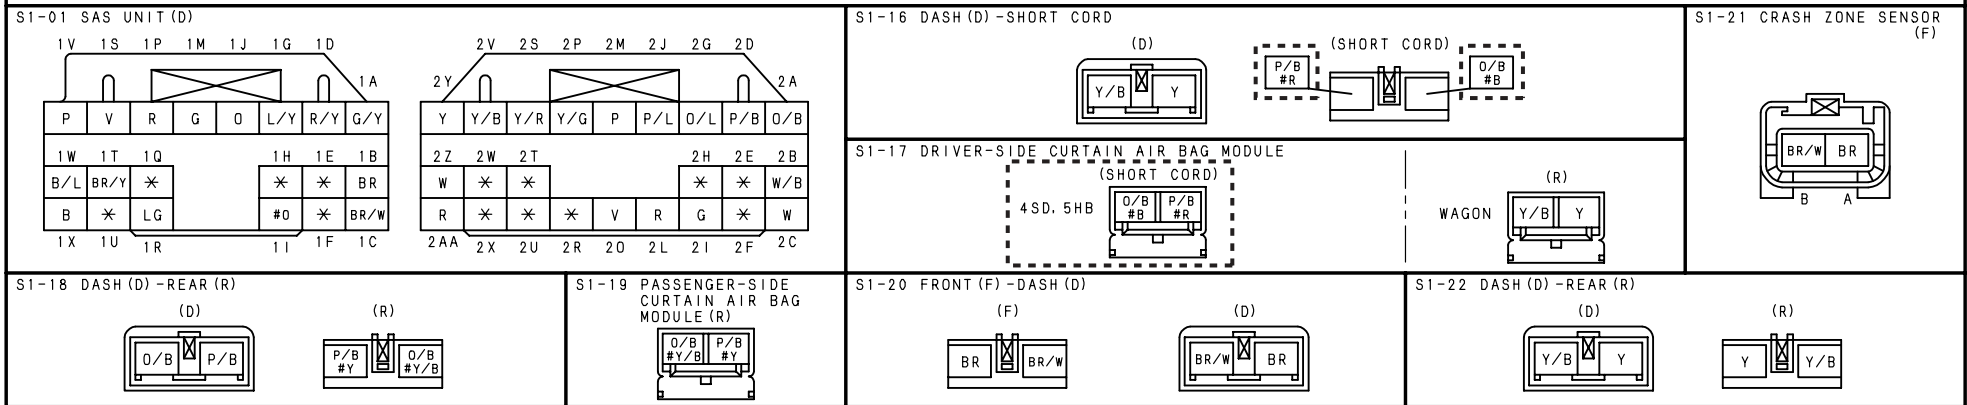 S1-01 SAS UNIT(D)
1V 1S 1P 1M 1J 1G 1D
1A
P V R G O L/Y R/Y G/Y
1W 1T 1Q 1H 1E 1B
B/L BR/Y * * * BR
B * LG #O * BR/W
1X 1U 1R 1I 1F 1C
2V 2S 2P 2M 2J 2G 2D
2Y 2A
Y Y/B Y/R Y/G P P/L O/L P/B O/B
2Z 2W 2T 2H 2E 2B
W * * * * W/B
R * * * V R G * W
2AA 2X 2U 2R 2O 2L 2I 2F 2C
S1-16 DASH(D)-SHORT CORD
(D)
Y/B Y
(SHORT CORD)
P/B
#R
O/B
#B
S1-17 DRIVER-SIDE CURTAIN AIR BAG MODULE
(SHORT CORD)
4SD, 5HB
O/B P/B
#B #R
WAGON
(R)
Y/B Y
S1-21 CRASH ZONE SENSOR
(F)
BR/W BR
B A
S1-18 DASH(D)-REAR(R)
(D)
O/B P/B
(R)
P/B O/B
#Y #Y/B
S1-19 PASSENGER-SIDE
CURTAIN AIR BAG
MODULE(R)
O/B P/B
#Y/B #Y
S1-20 FRONT(F)-DASH(D)
(F)
BR BR/W
(D)
BR/W BR
S1-22 DASH(D)-REAR(R)
(D)
Y/B Y
(R)
Y Y/B